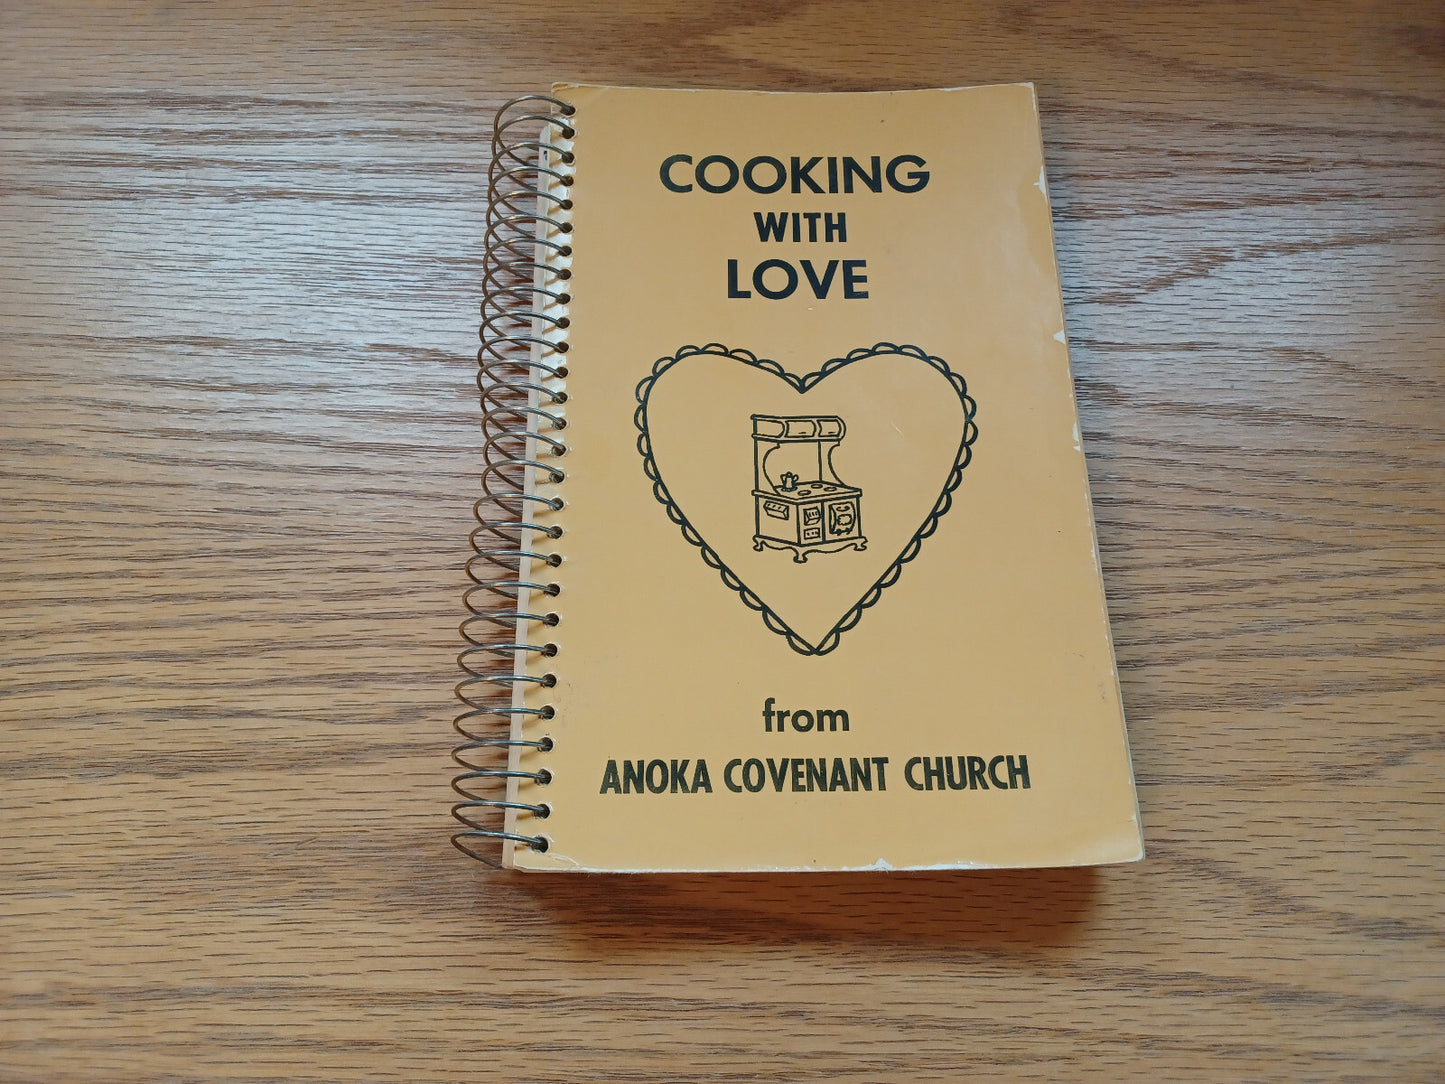 COOKING
WITH
LOVE
from
ANOKA COVENANT CHURCH